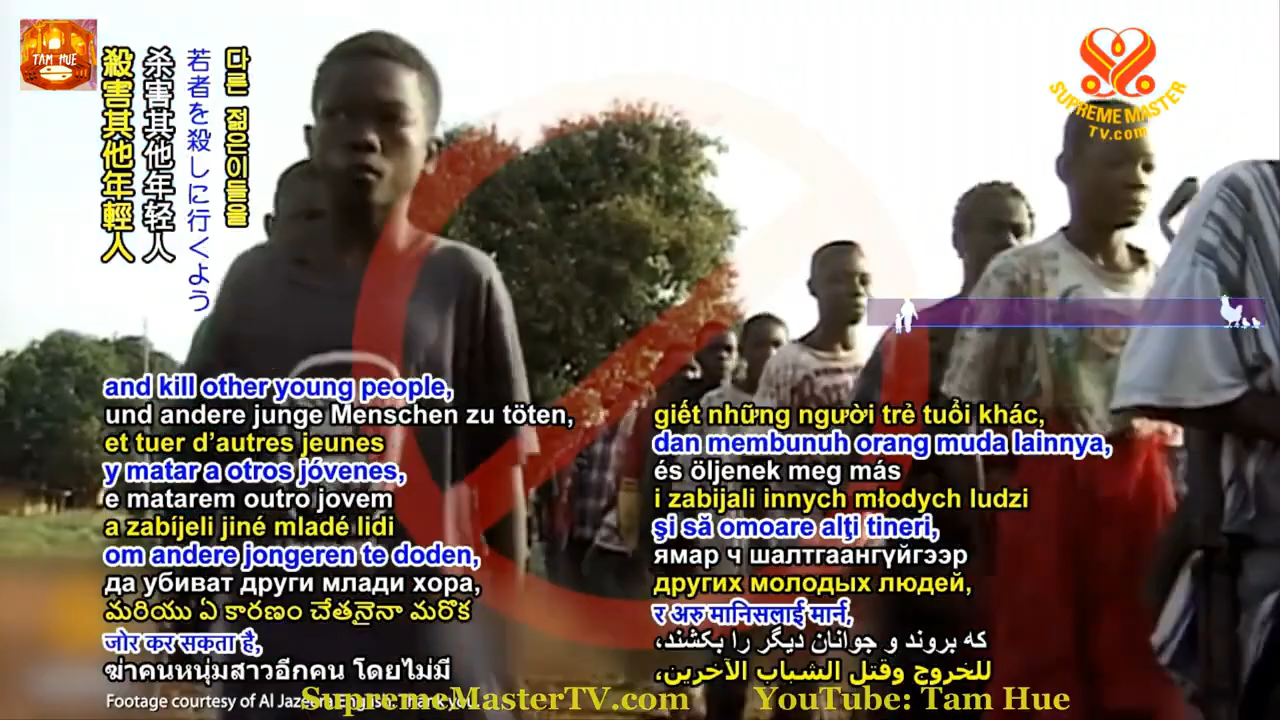 TAM HUE
殺害其他年輕人
杀害其他年轻人
若者を殺しに行くよう
다른 젊은이들을
SUPREME MASTER
TV.com
and kill other young people,
und andere junge Menschen zu töten,
et tuer d’autres jeunes
y matar a otros jóvenes,
e matarem outro jovem
a zabíjeli jiné mladé lidi
om andere jongeren te doden,
да убиват други млади хора,
మరియు ఏ కారణం చేతనైనా మరొక
जोर कर सकता है,
ฆ่าคนหนุ่มสาวอีกคน โดยไม่มี
giết những người trẻ tuổi khác,
dan membunuh orang muda lainnya,
és öljenek meg más
i zabijali innych młodych ludzi
şi să omoare alţi tineri,
ямар ч шалтгаангүйгээр
других молодых людей,
र अरु मानिसलाई मार्न,
که بروند و جوانان دیگر را بکشند،
للخروج وقتل الشباب الآخرين،
Footage courtesy of Al Jazeera English. Thank you
SupremeMasterTV.com YouTube: Tam Hue